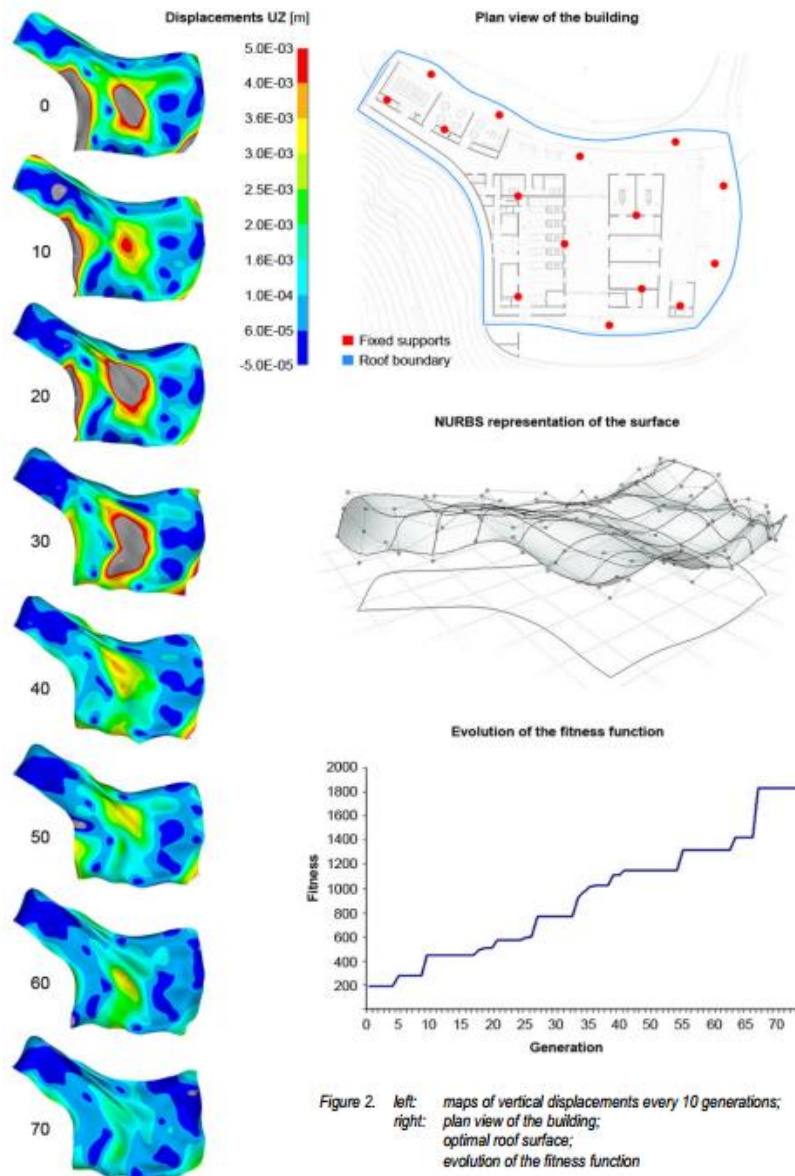 Displacements UZ [m]
5.0E-03
4.6E-03
3.6E-03
3.0E-03
2.5E-03
2.0E-03
1.6E-03
1.0E-04
6.0E-05
-5.0E-05
0
10
20
30
40
50
60
70
Plan view of the building
Fixed supports
Roof boundary
NURBS representation of the surface
Evolution of the fitness function
Fitness
2000
1800
1600
1400
1200
1000
800
600
400
200
0 5 10 15 20 25 30 35 40 45 50 55 60 65 70
Generation
Figure 2. left: maps of vertical displacements every 10 generations;
right: plan view of the building;
optimal roof surface;
evolution of the fitness function